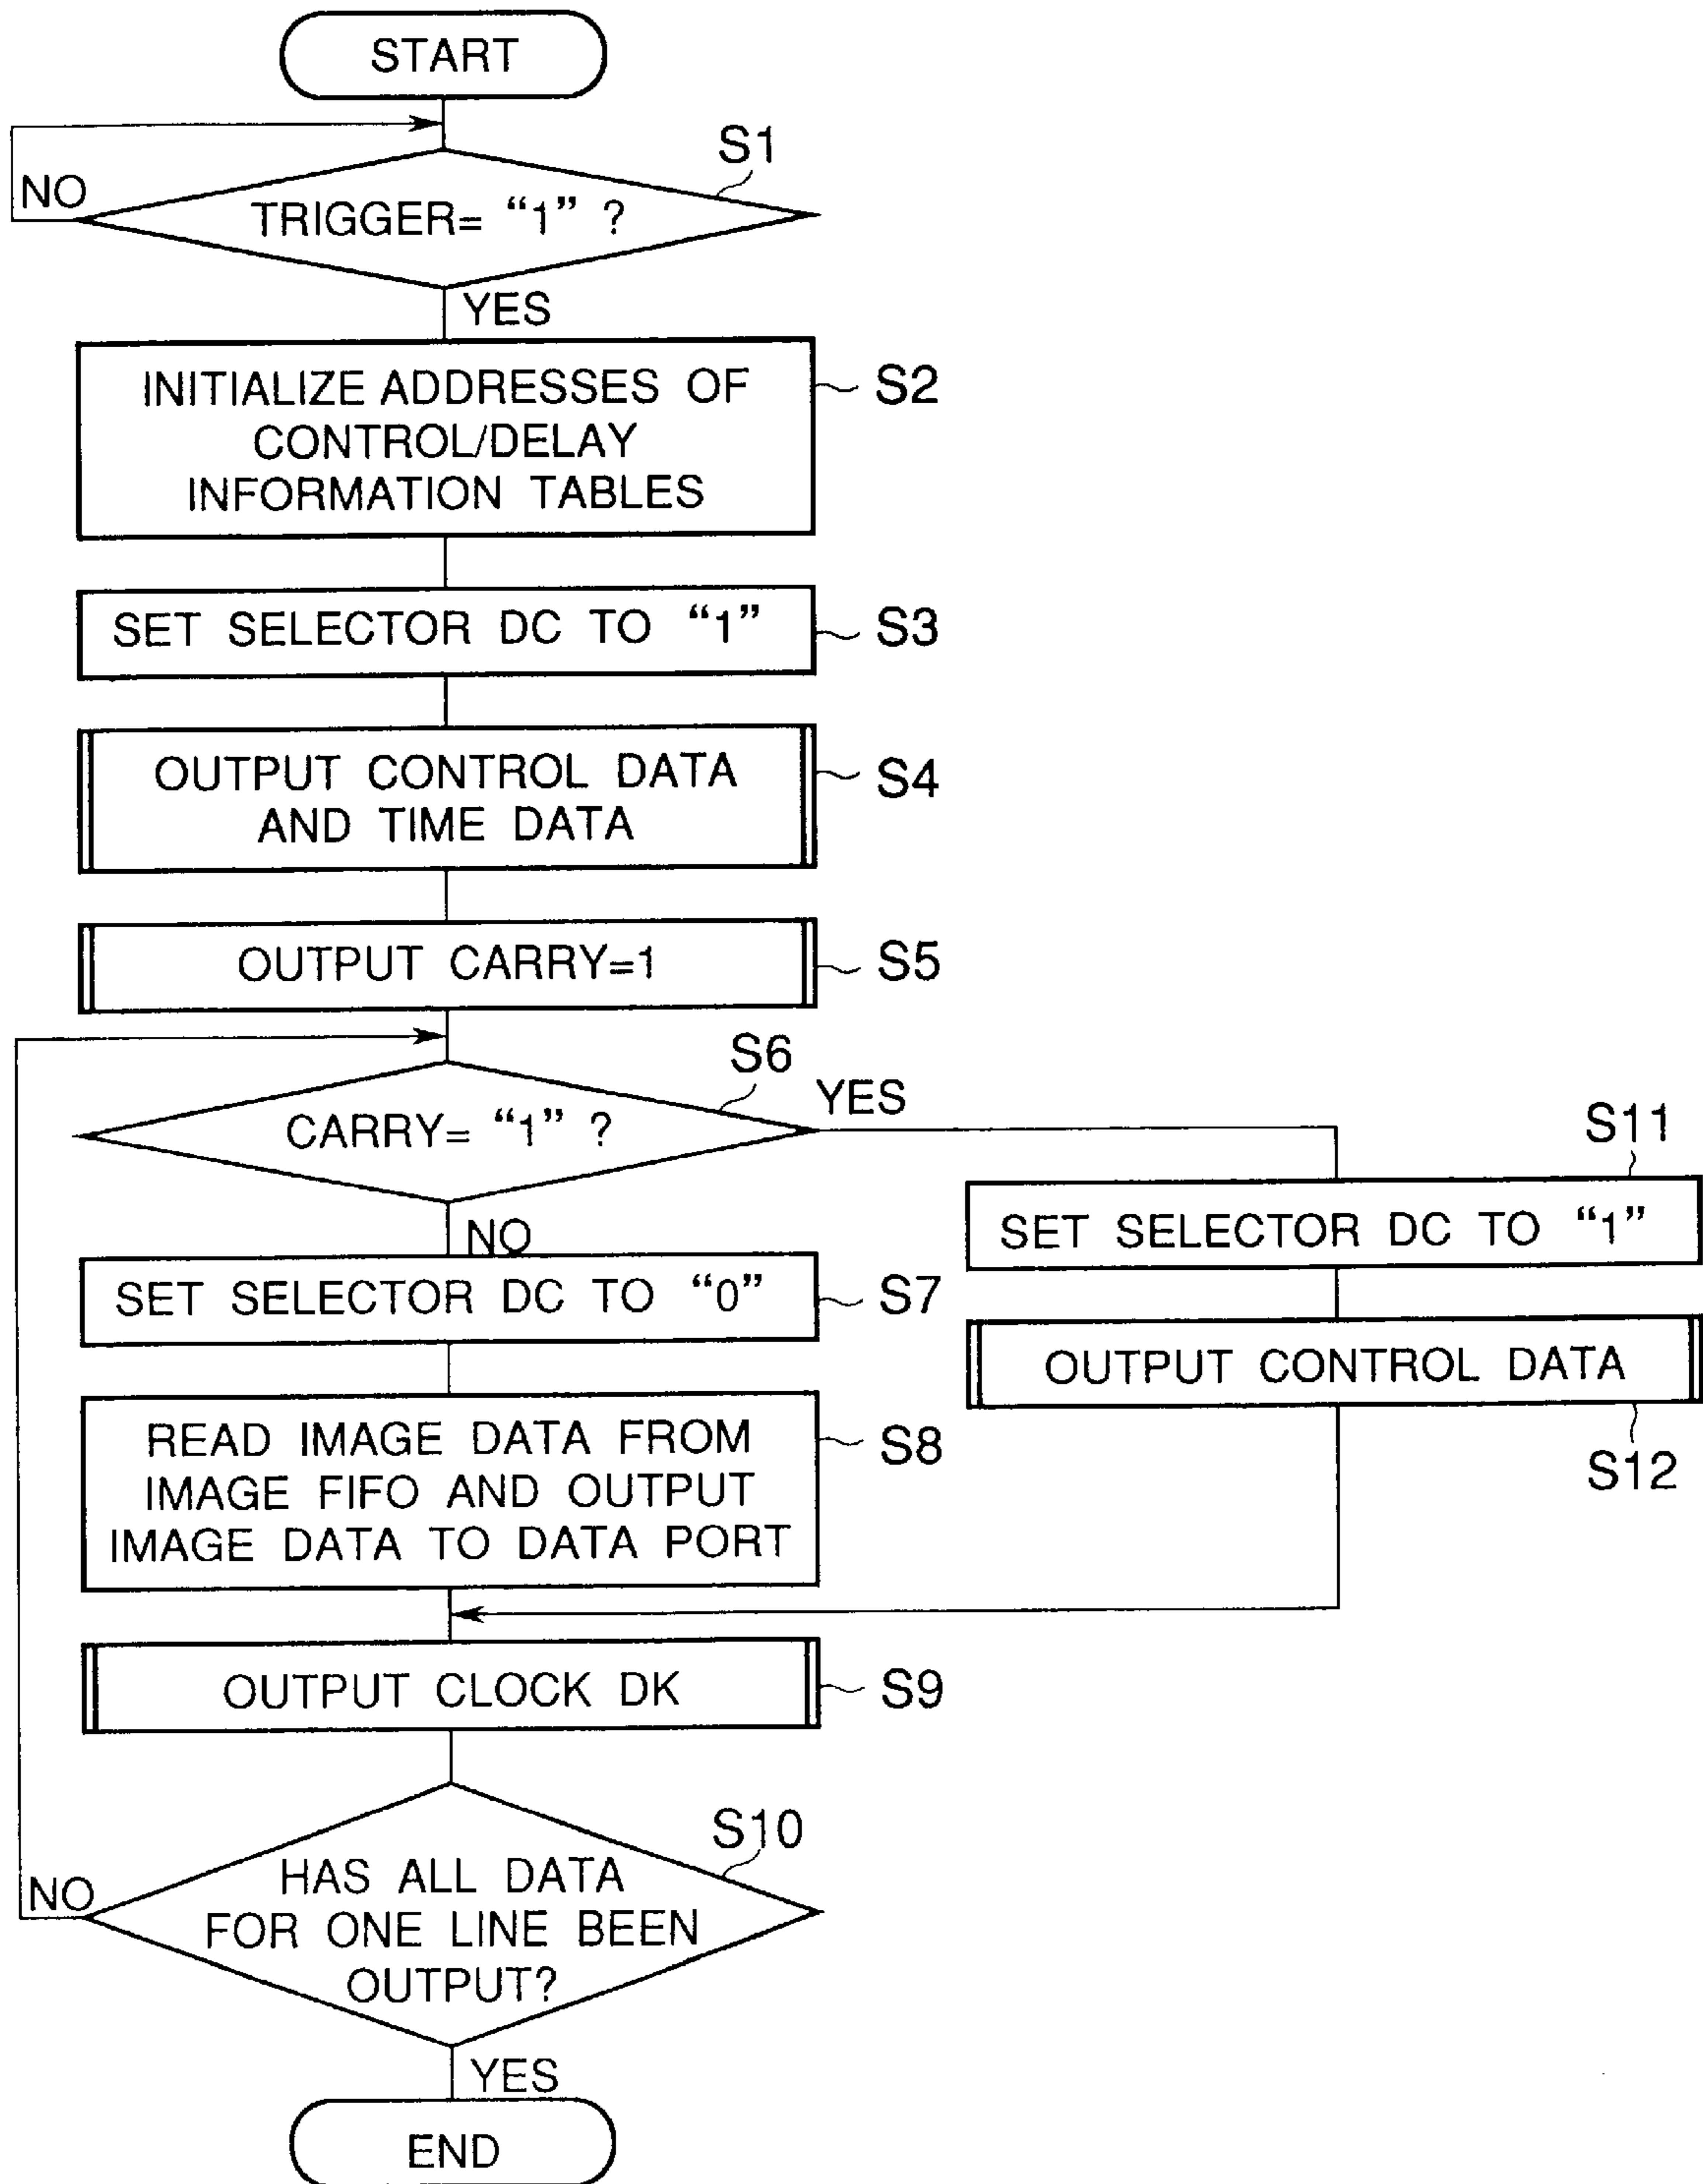 START
S1
NO
TRIGGER= “1” ?
YES
INITIALIZE ADDRESSES OF
CONTROL/DELAY
INFORMATION TABLES
S2
SET SELECTOR DC TO “1”
S3
OUTPUT CONTROL DATA
AND TIME DATA
S4
OUTPUT CARRY=1
S5
S6
CARRY= “1” ?
YES
NO
S11
SET SELECTOR DC TO “1”
OUTPUT CONTROL DATA
S12
SET SELECTOR DC TO “0”
S7
READ IMAGE DATA FROM
IMAGE FIFO AND OUTPUT
IMAGE DATA TO DATA PORT
S8
OUTPUT CLOCK DK
S9
S10
NO
HAS ALL DATA
FOR ONE LINE BEEN
OUTPUT?
YES
END